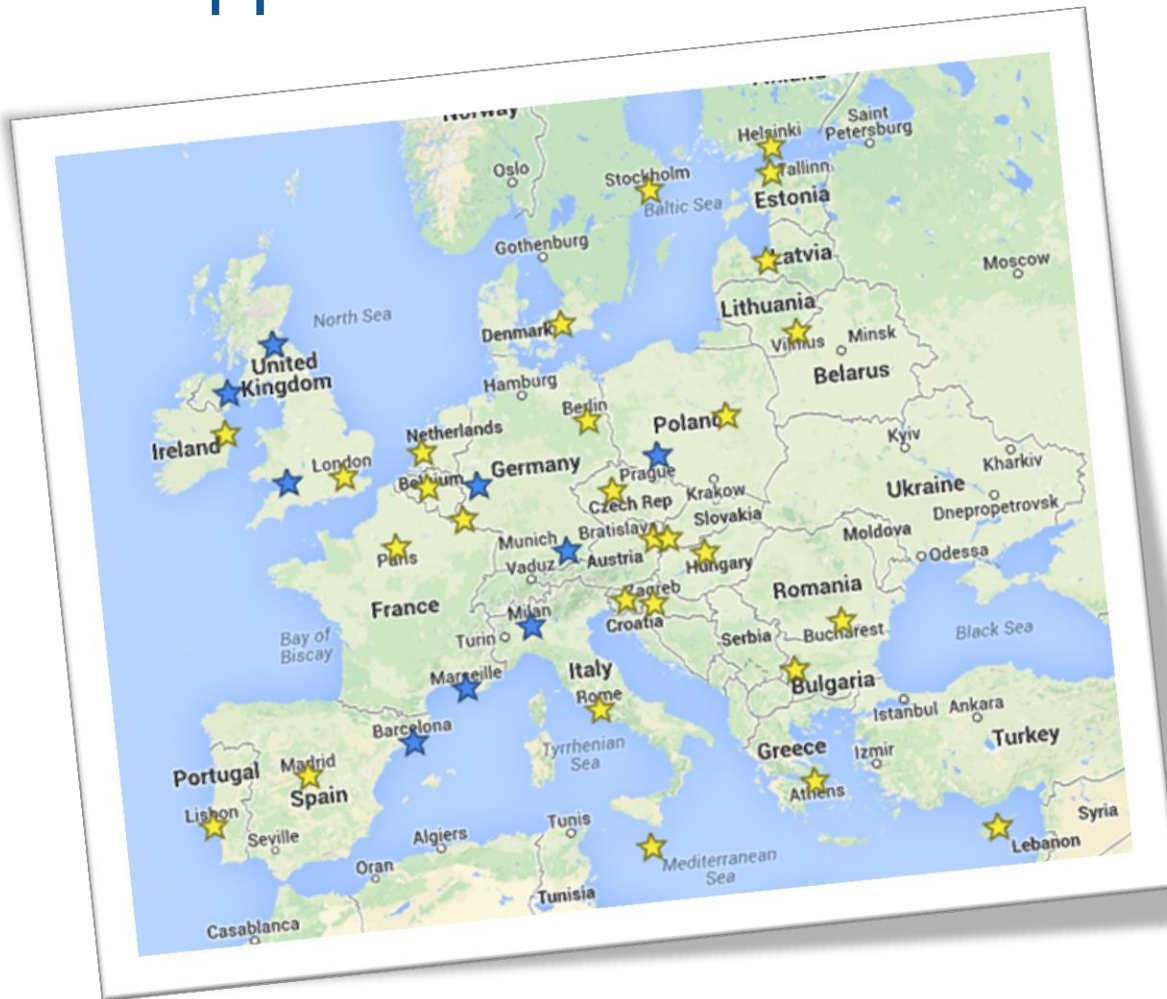 Norway
Oslo
Stockholm
Baltic Sea
Gothenburg
Helsinki
Saint
Petersburg
Tallinn
Estonia
Latvia
Moscow
Lithuania
Vilnius
Minsk
Belarus
North Sea
Denmark
United
Kingdom
Hamburg
Berlin
Poland
Ireland
London
Netherlands
Belgium
Germany
Prague
Czech Rep
Krakow
Kyiv
Kharkiv
Ukraine
Dnepropetrovsk
Slovakia
Bratislava
Moldova
Odessa
Munich
Austria
Hungary
Vaduz
Paris
France
Zagreb
Croatia
Romania
Bucharest
Serbia
Black Sea
Milan
Turin
Bay of
Biscay
Marseille
Italy
Rome
Bulgaria
Istanbul
Ankara
Barcelona
Tyrrhenian
Sea
Greece
Izmir
Turkey
Portugal
Madrid
Spain
Athens
Lisbon
Seville
Algiers
Tunis
Syria
Lebanon
Oran
Mediterranean
Sea
Tunisia
Casablanca